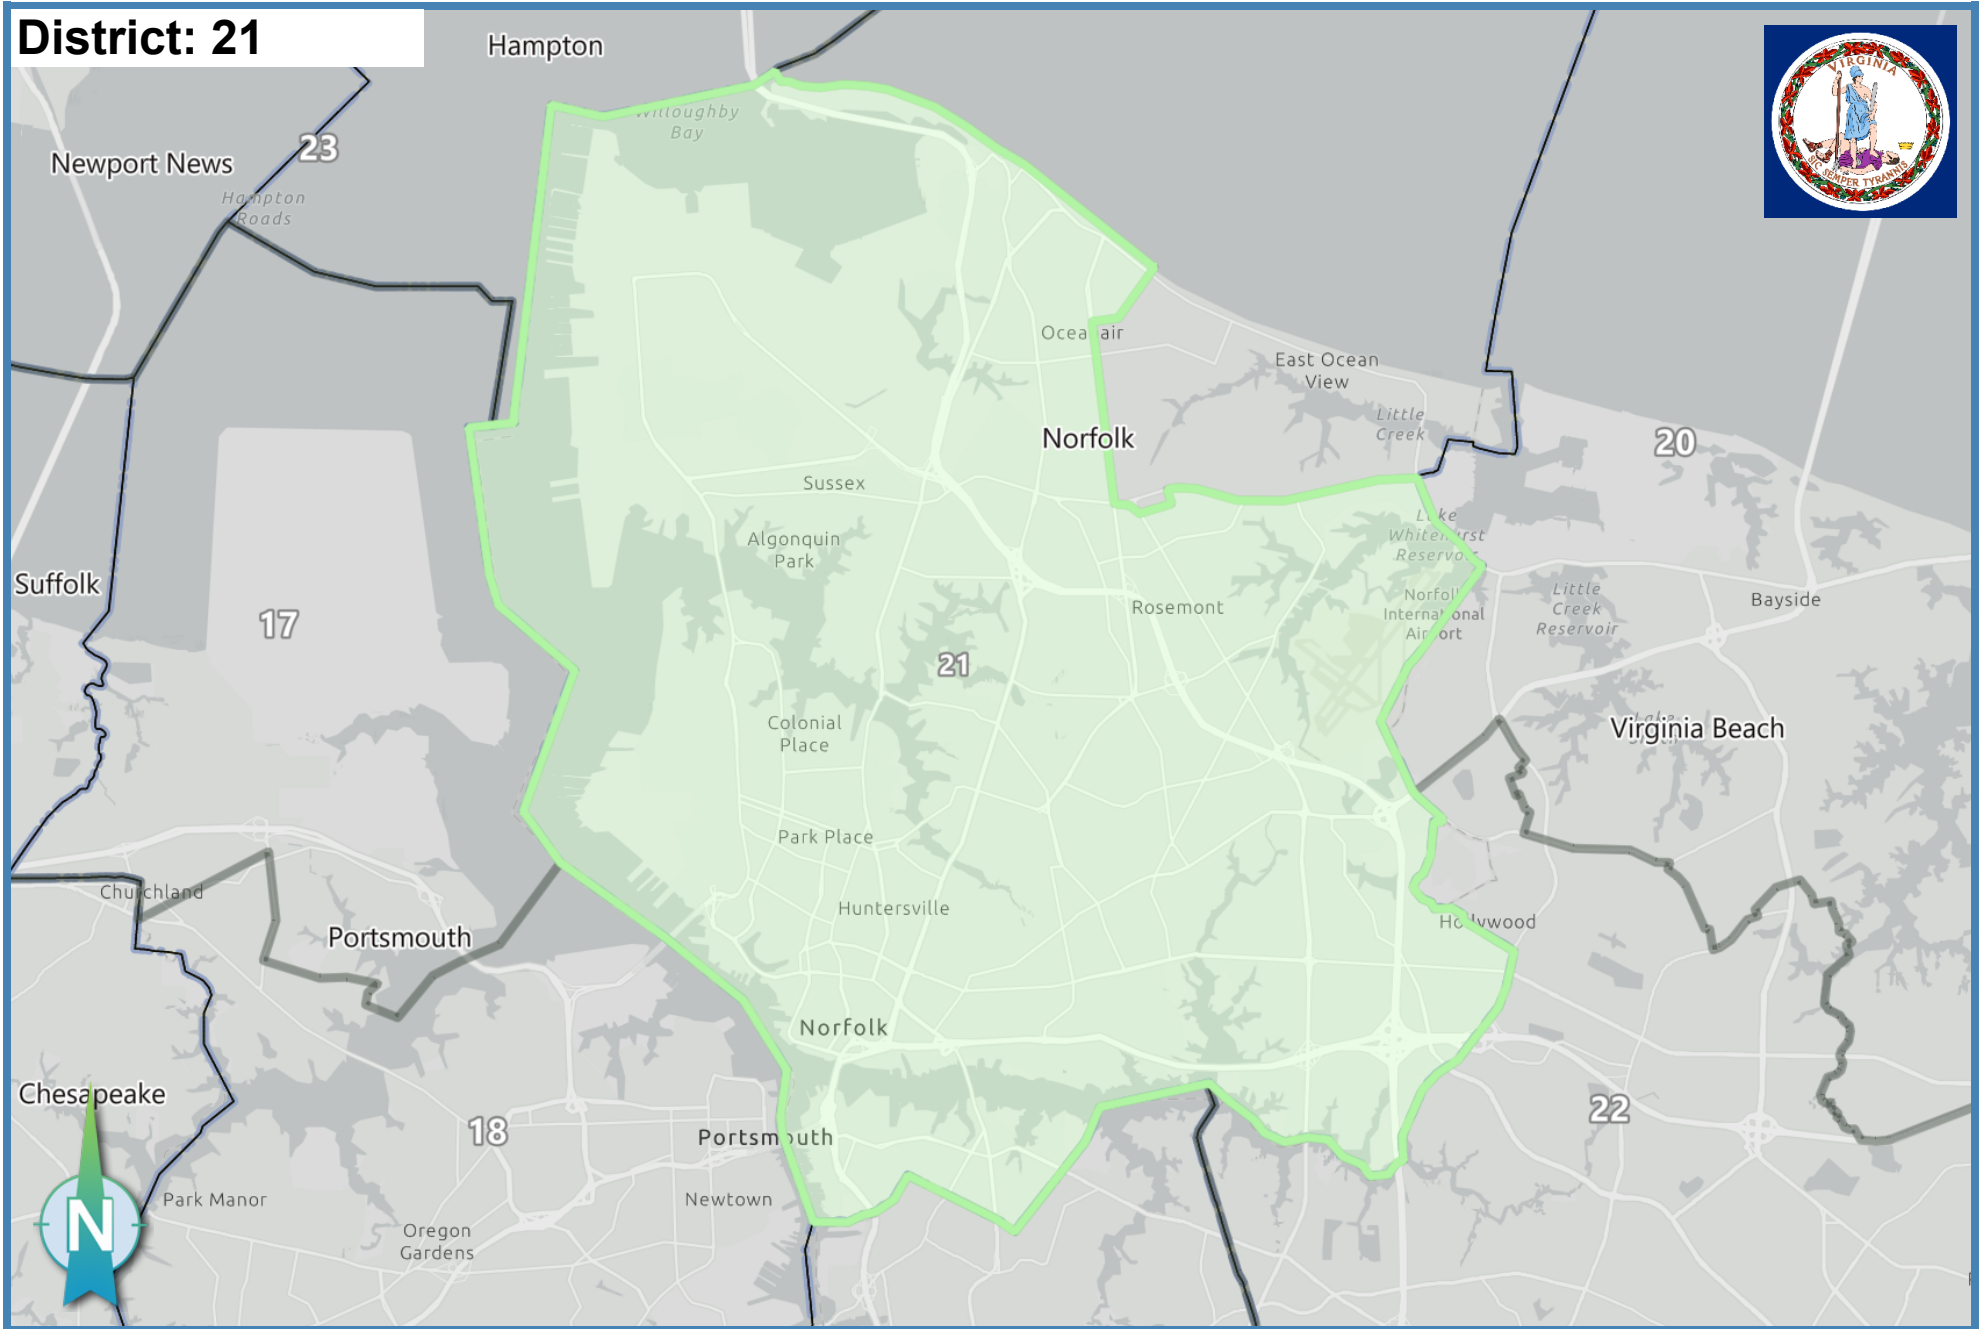 District: 21
Hampton
VIRGINIA
SIC SEMPER TYRANNIS
Willoughby
Bay
23
Newport News
Hampton
Roads
Oceanair
East Ocean
View
Little
Creek
Norfolk
20
Sussex
Lake
Whitehurst
Reservoir
Algonquin
Park
Suffolk
17
Rosemont
Norfolk
International
Airport
Little
Creek
Reservoir
Bayside
21
Colonial
Place
Lake
Smith
Virginia Beach
Park Place
Churchland
Huntersville
Hollywood
Portsmouth
Norfolk
Chesapeake
18
Portsmouth
22
Park Manor
Newtown
N
Oregon
Gardens